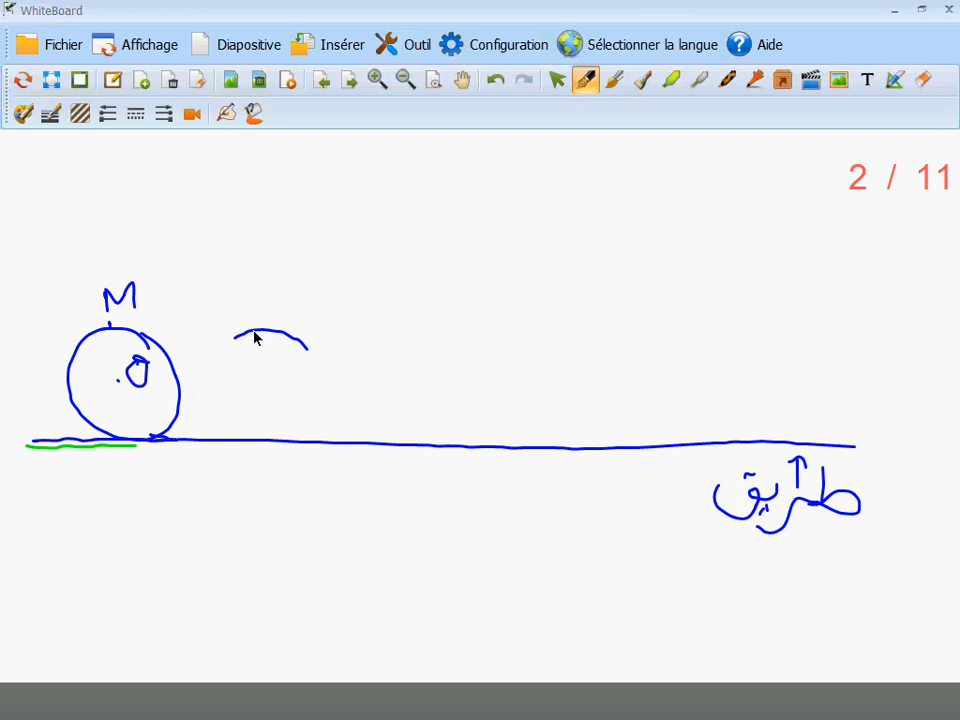 WhiteBoard
Fichier Affichage Diapositive Insérer Outil Configuration Sélectionner la langue Aide
T
2 / 11
M
O
طريق